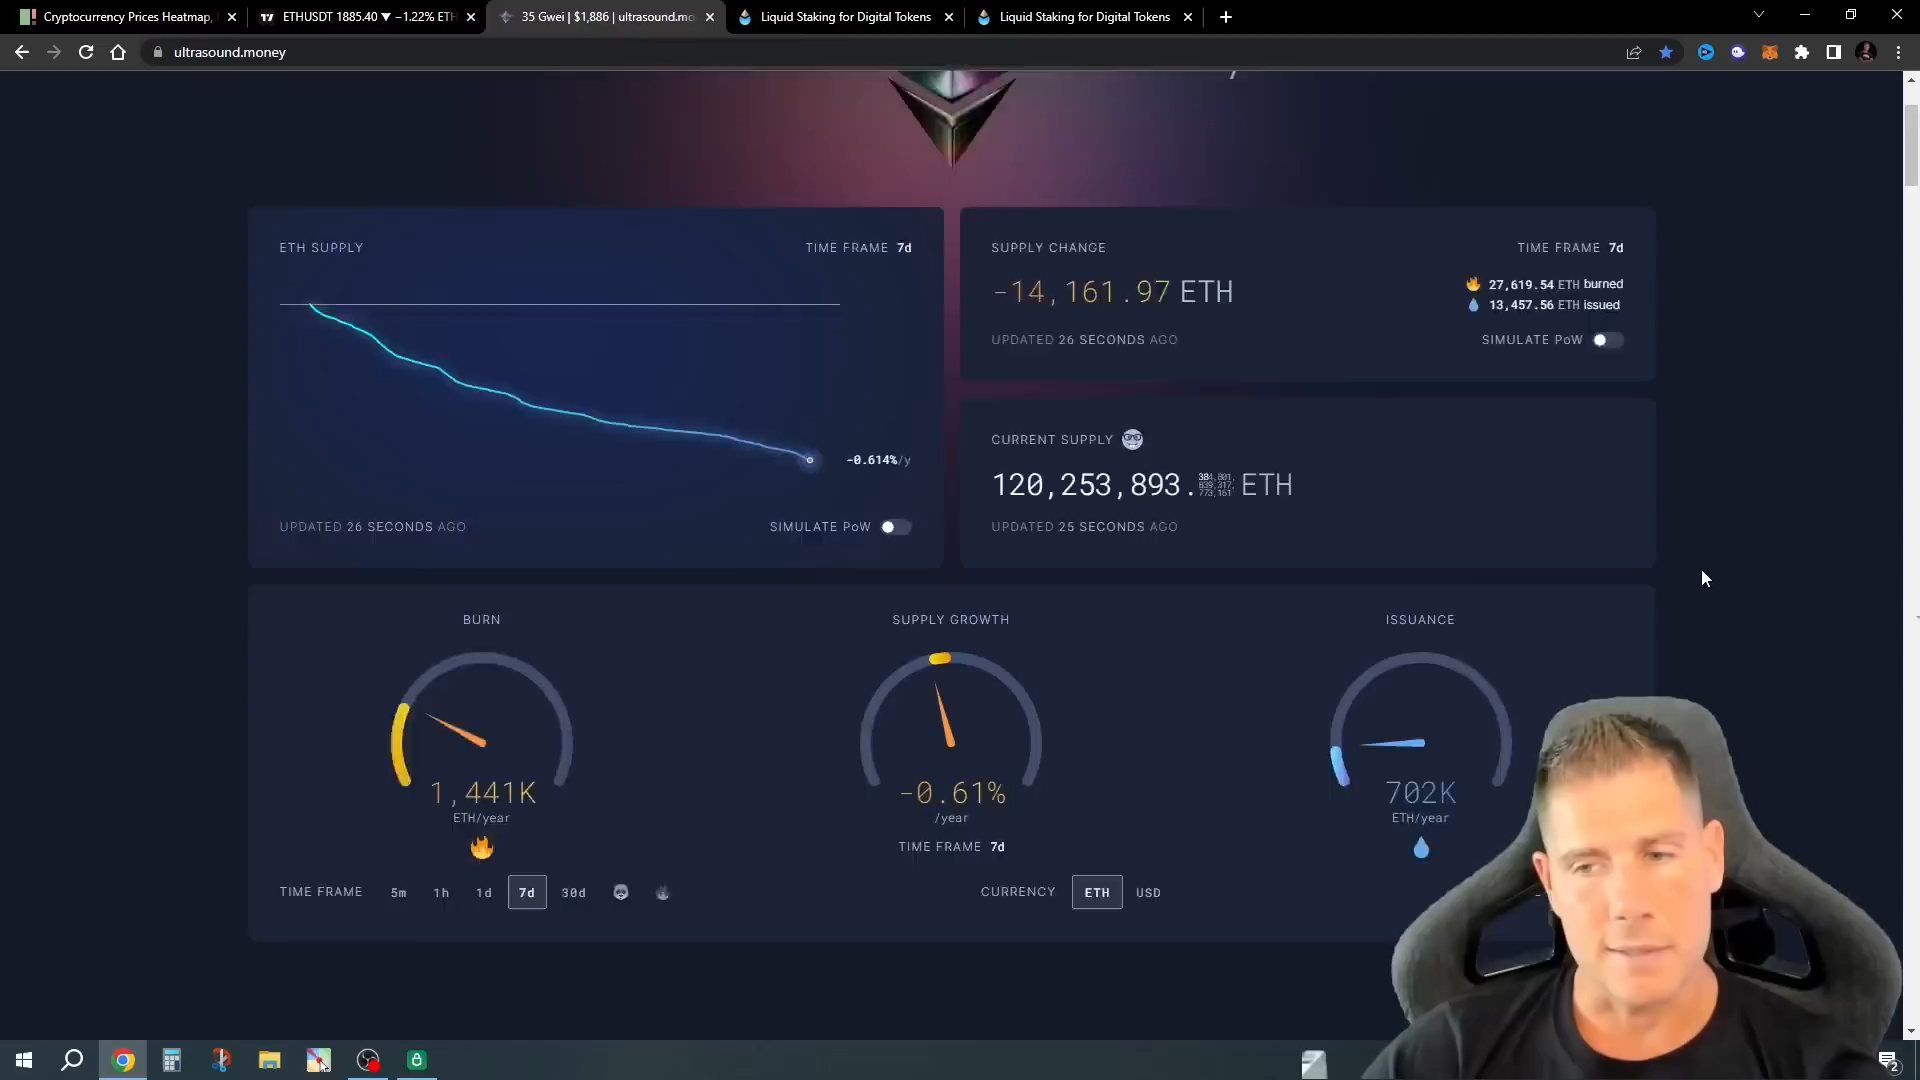 Cryptocurrency Prices Heatmap,
ETHUSDT 1885.40 ▼ −1.22% ETH
35 Gwei | $1,886 | ultrasound.mo
Liquid Staking for Digital Tokens
Liquid Staking for Digital Tokens
ultrasound.money
ETH SUPPLY
TIME FRAME 7d
-0.614%/y
UPDATED 26 SECONDS AGO
SIMULATE PoW
SUPPLY CHANGE
TIME FRAME 7d
-14,161.97 ETH
27,619.54 ETH burned
13,457.56 ETH issued
UPDATED 26 SECONDS AGO
SIMULATE PoW
CURRENT SUPPLY
120,253,893. ETH
UPDATED 25 SECONDS AGO
BURN
1,441K
ETH/year
SUPPLY GROWTH
-0.61%
/year
TIME FRAME 7d
ISSUANCE
702K
ETH/year
TIME FRAME 5m 1h 1d 7d 30d
CURRENCY ETH USD
2